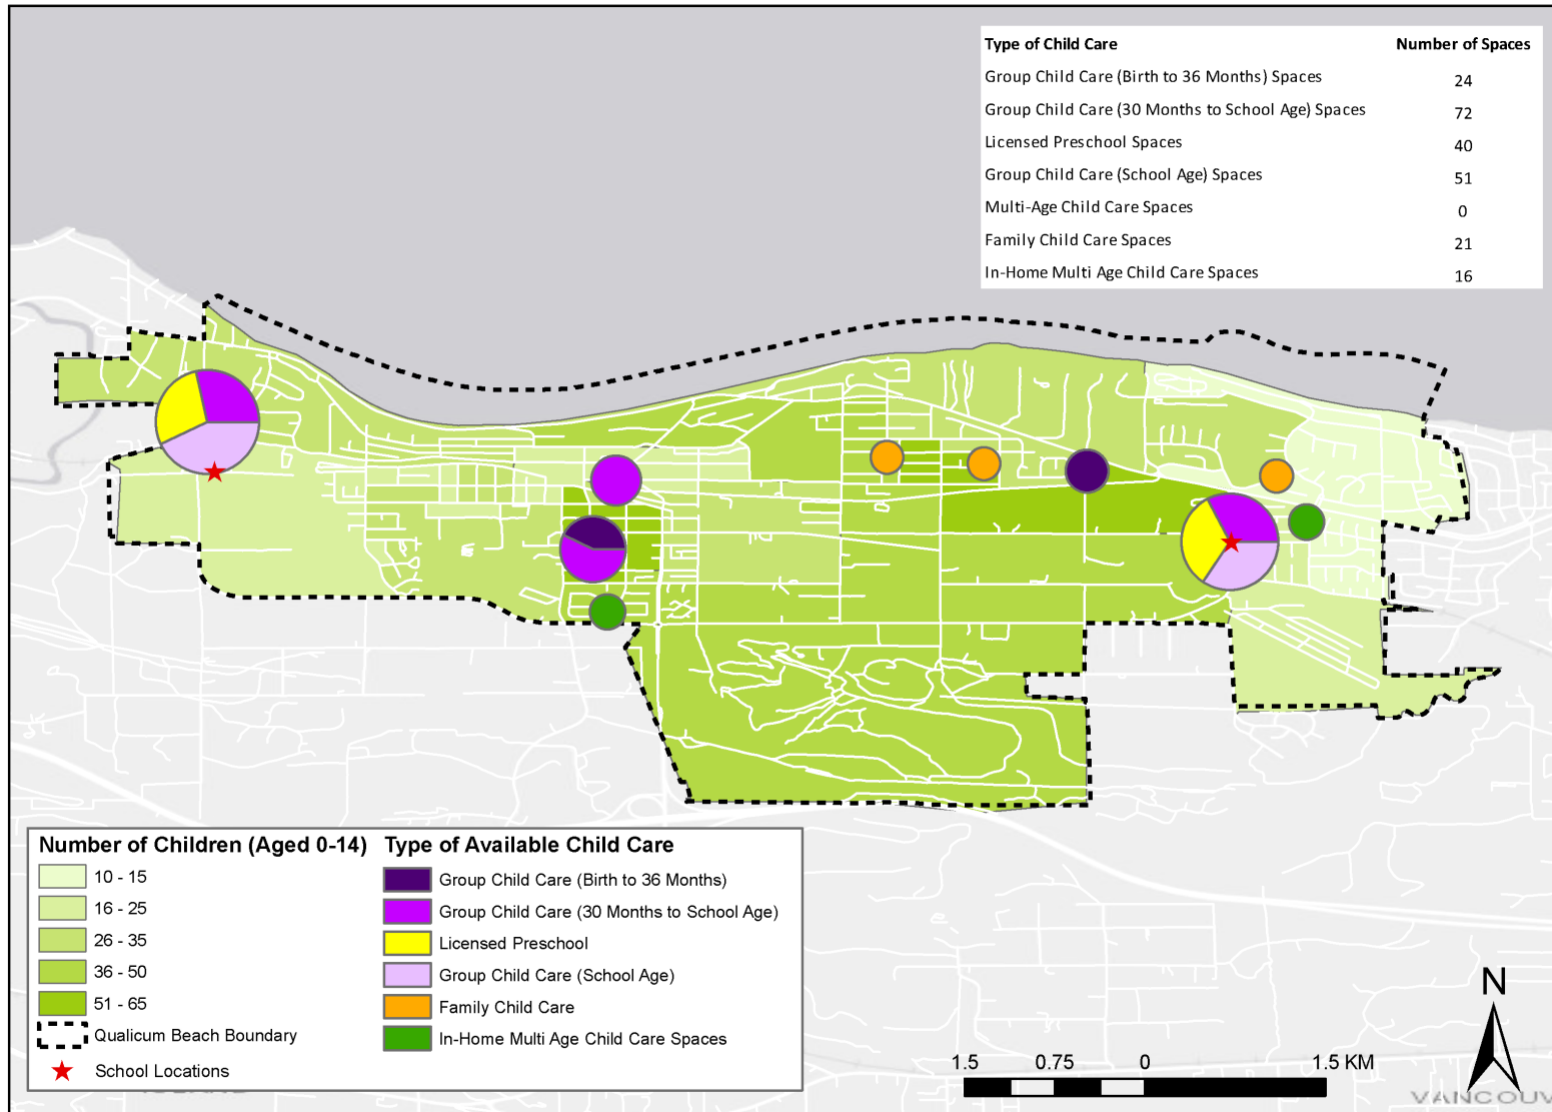 Type of Child Care Number of Spaces
Group Child Care (Birth to 36 Months) Spaces 24
Group Child Care (30 Months to School Age) Spaces 72
Licensed Preschool Spaces 40
Group Child Care (School Age) Spaces 51
Multi-Age Child Care Spaces 0
Family Child Care Spaces 21
In-Home Multi Age Child Care Spaces 16
Number of Children (Aged 0-14)
10 - 15
16 - 25
26 - 35
36 - 50
51 - 65
Qualicum Beach Boundary
School Locations
Type of Available Child Care
Group Child Care (Birth to 36 Months)
Group Child Care (30 Months to School Age)
Licensed Preschool
Group Child Care (School Age)
Family Child Care
In-Home Multi Age Child Care Spaces
N
1.5 0.75 0 1.5 KM
VANCOUV